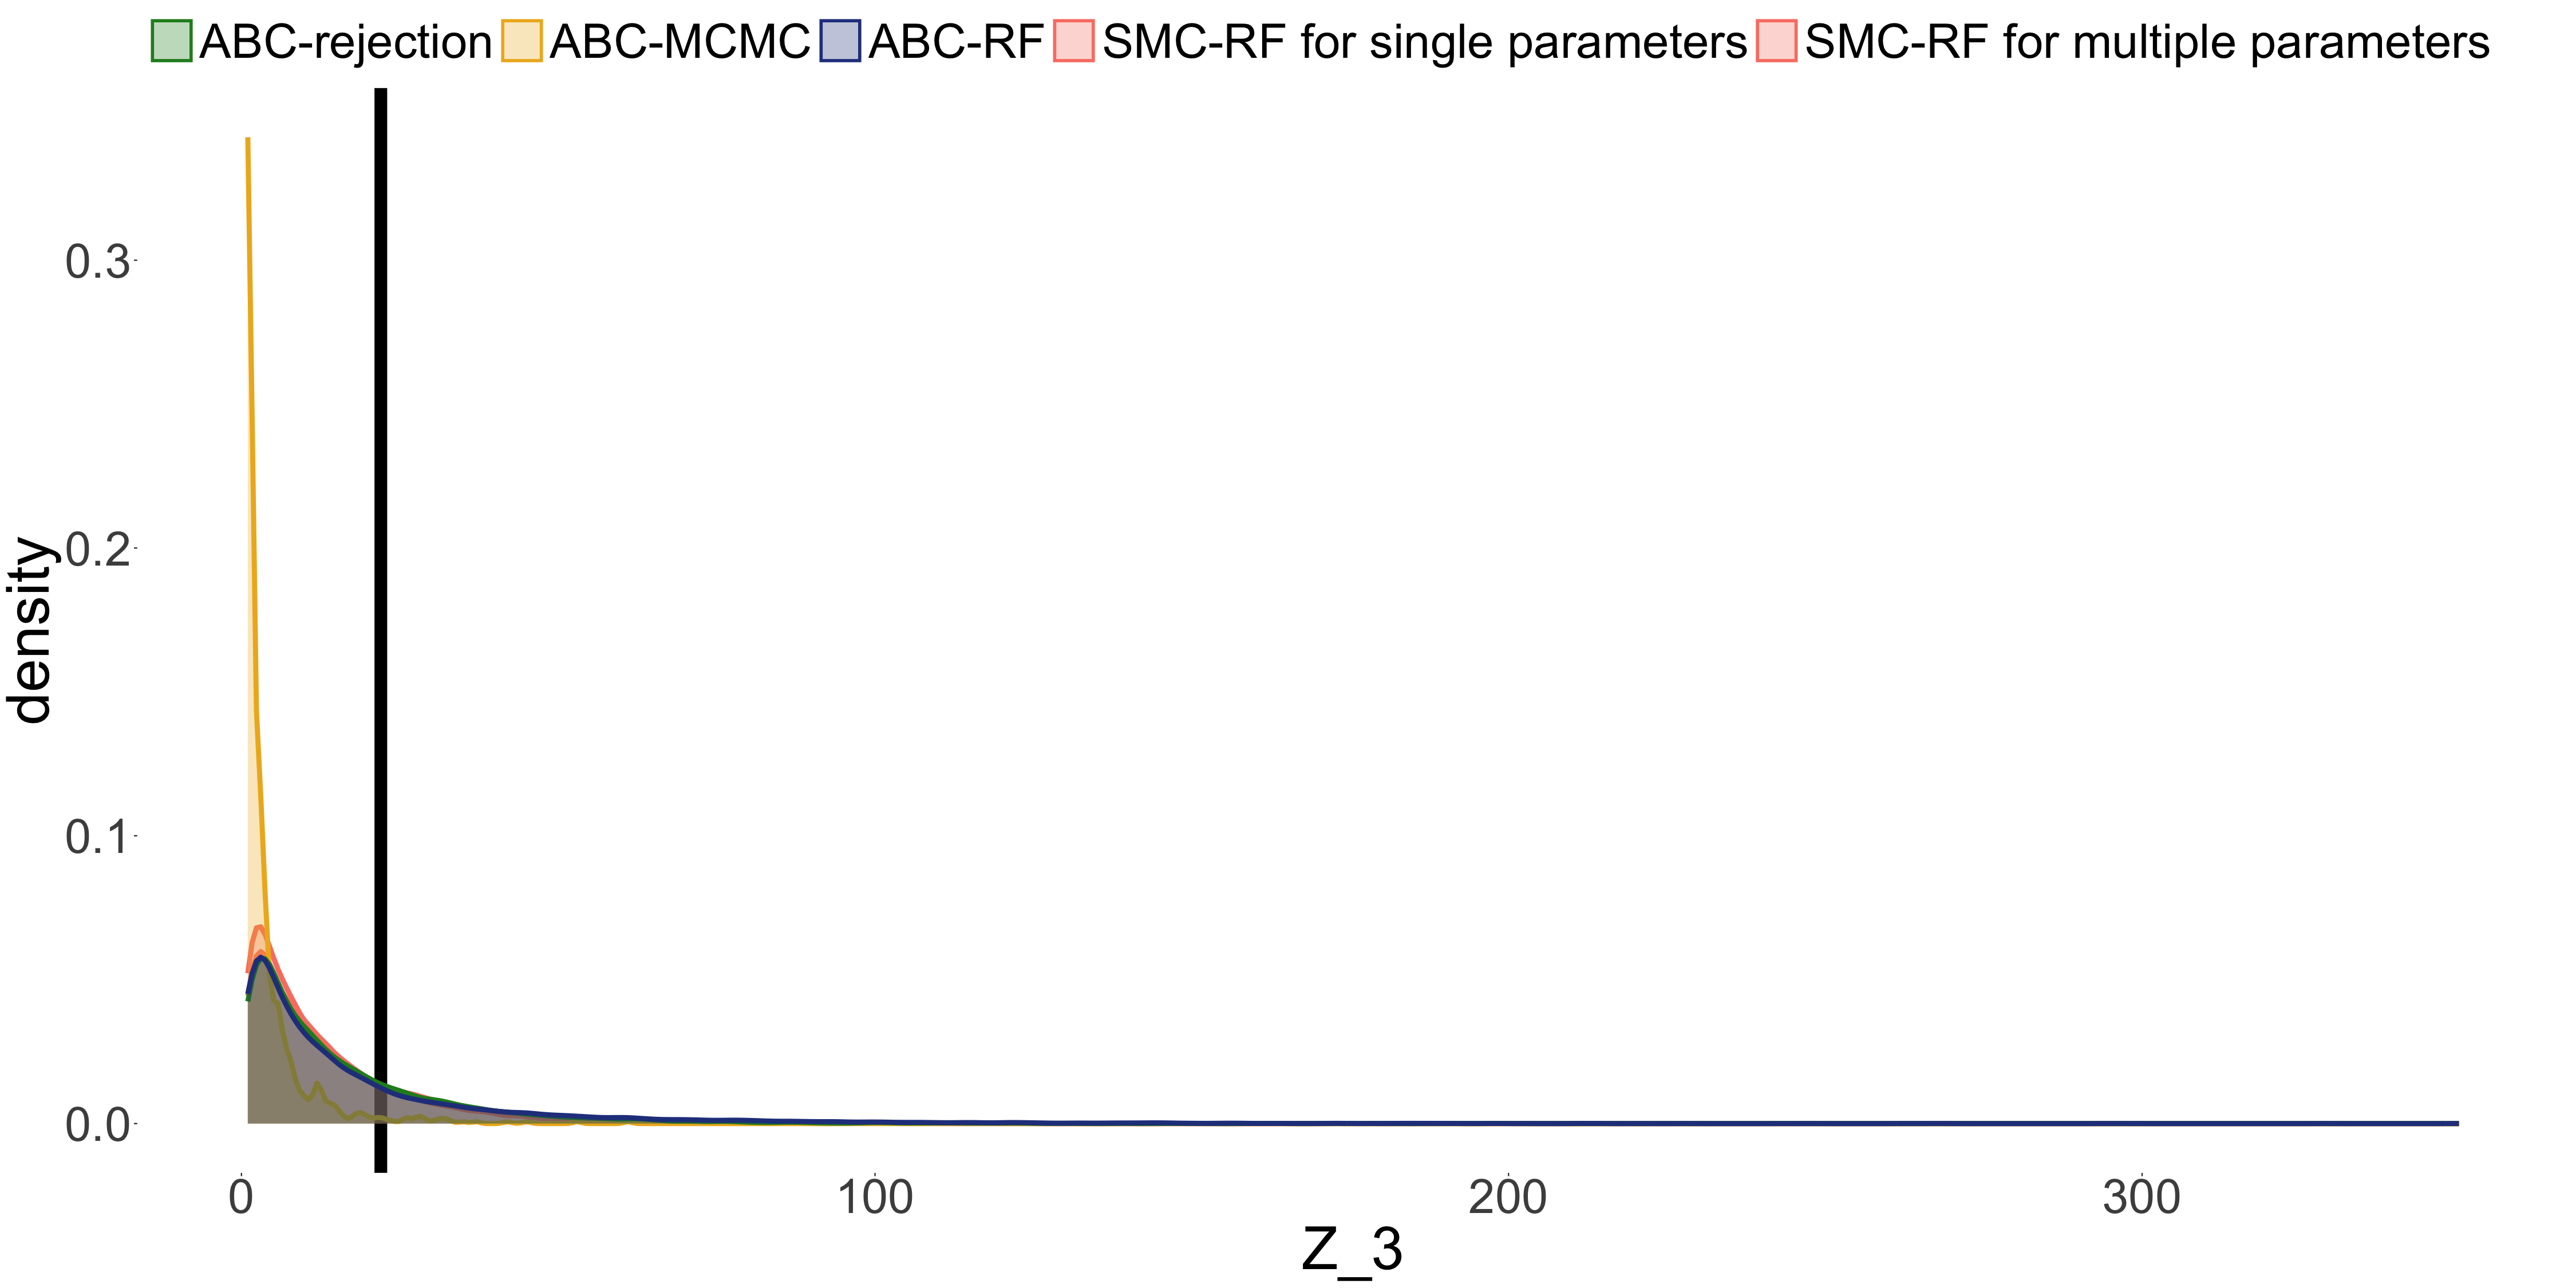 ABC-rejection ABC-MCMC ABC-RF SMC-RF for single parameters SMC-RF for multiple parameters
density
0.3
0.2
0.1
0.0
0 100 200 300
Z_3